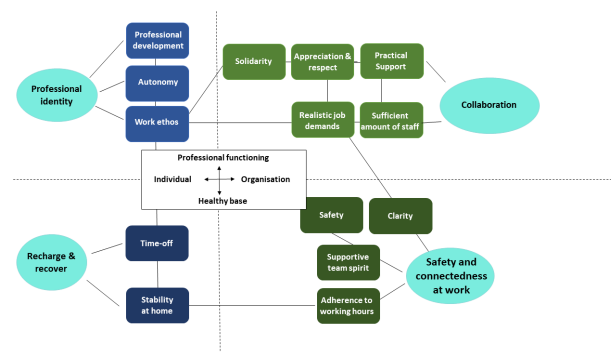 Professional
development
Autonomy
Work ethos
Professional
identity
Solidarity
Appreciation &
respect
Practical
Support
Realistic job
demands
Sufficient
amount of staff
Collaboration
Professional functioning
Individual
Organisation
Healthy base
Recharge &
recover
Time-off
Stability
at home
Safety
Clarity
Supportive
team spirit
Adherence to
working hours
Safety and
connectedness
at work